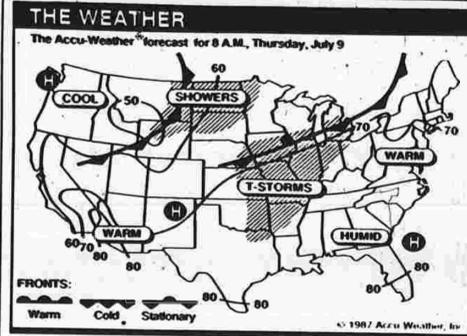 THE WEATHER
The Accu-Weather® forecast for 8 A.M., Thursday, July 9
H
COOL
50
60
SHOWERS
70
70
WARM
T-STORMS
H
WARM
HUMID
H
60
70
80
80
80
80
80
80
FRONTS:
Warm
Cold
Stationary
© 1987 Accu-Weather, Inc